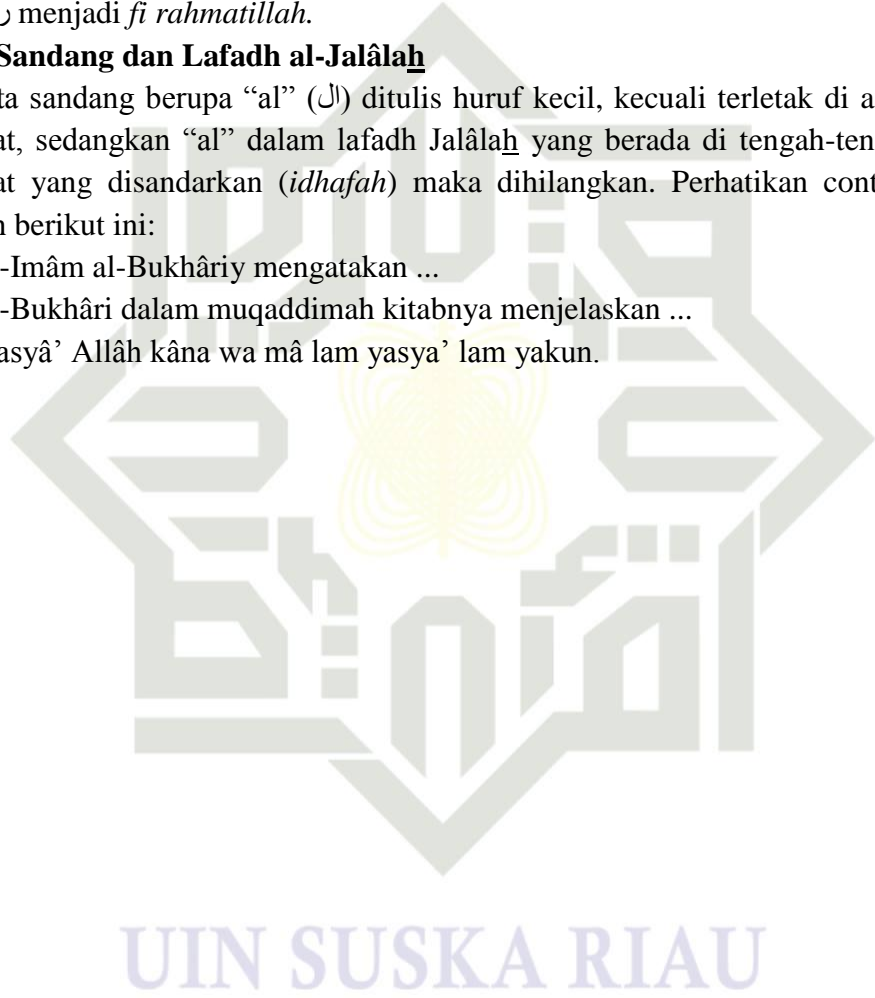 ر menjadi fi rahmatillah.
Sandang dan Lafadh al-Jalâlah
ta sandang berupa “al” (ال) ditulis huruf kecil, kecuali terletak di a
at, sedangkan “al” dalam lafadh Jalâlah yang berada di tengah-ten
at yang disandarkan (idhafah) maka dihilangkan. Perhatikan cont
n berikut ini:
-Imâm al-Bukhâriy mengatakan ...
-Bukhâri dalam muqaddimah kitabnya menjelaskan ...
asyâ’ Allâh kâna wa mâ lam yasya’ lam yakun.
UIN SUSKA RIAU